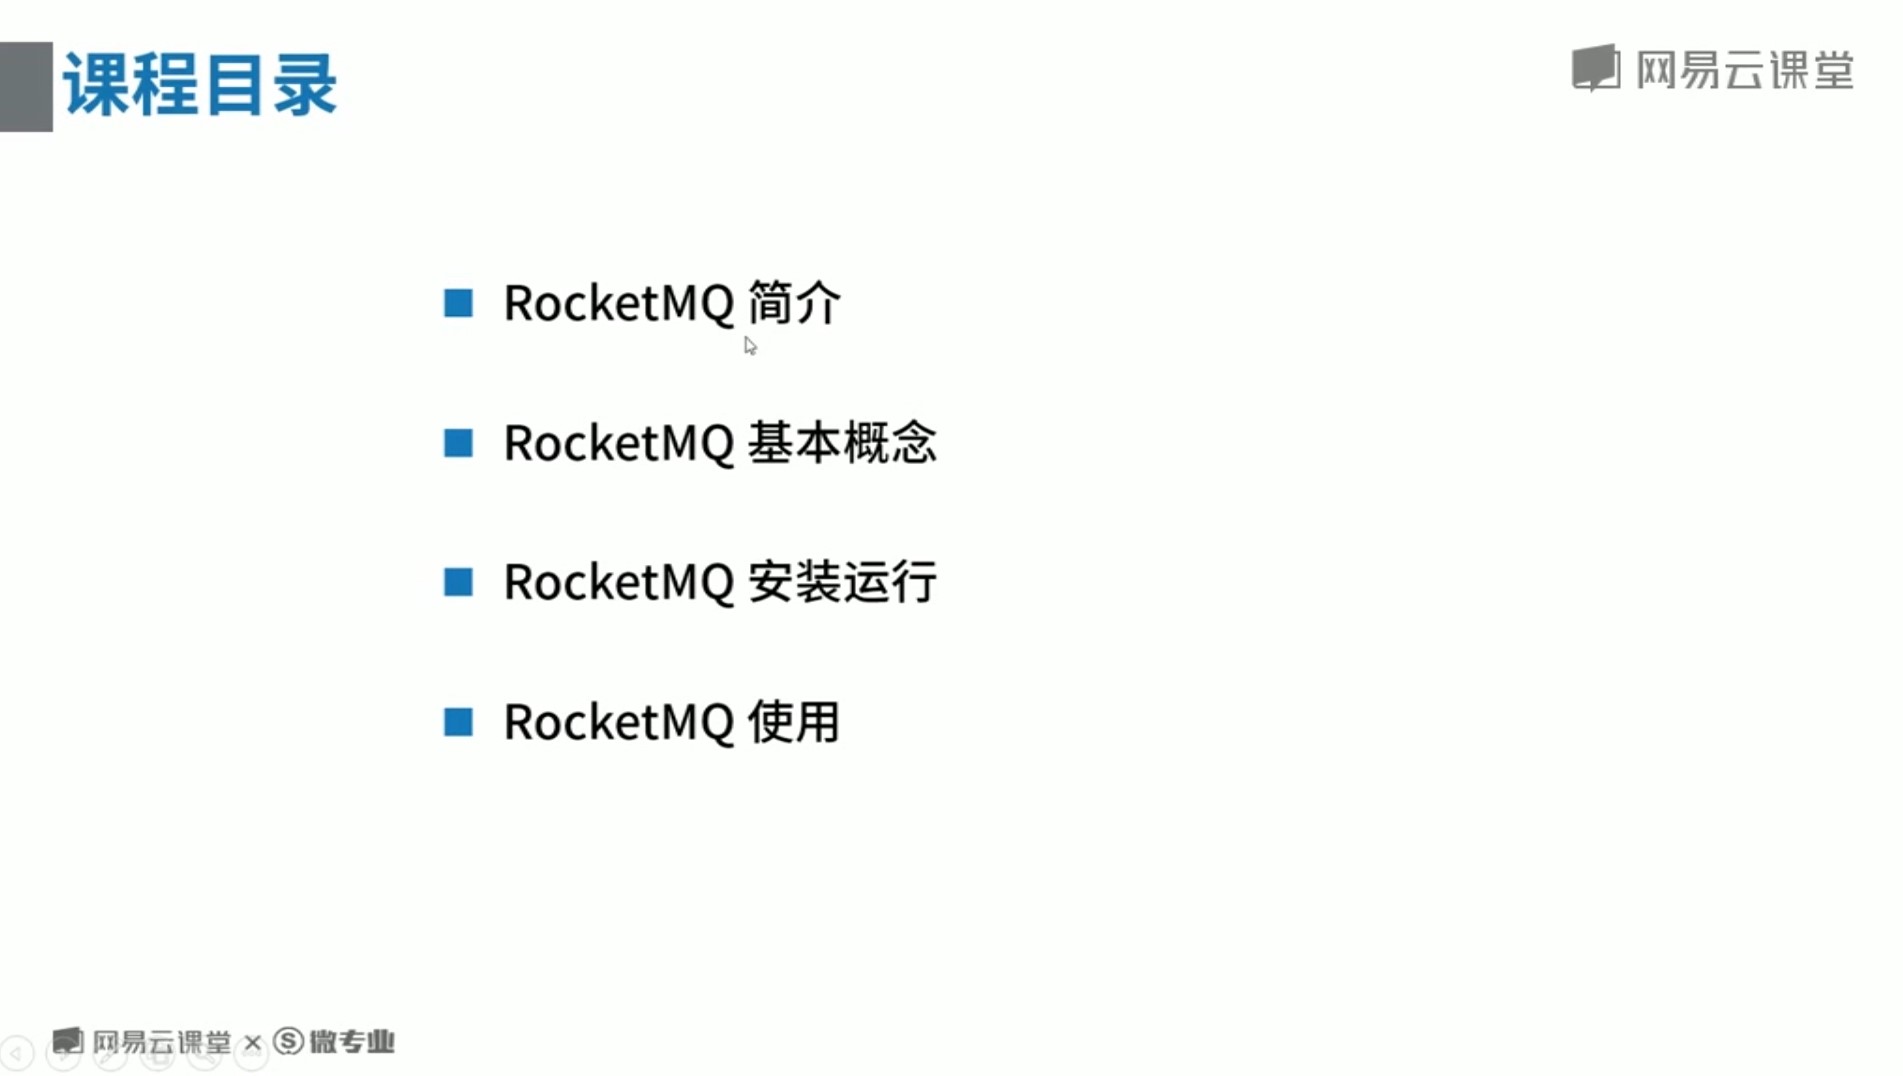 课程目录
网易云课堂
RocketMQ 简介
RocketMQ 基本概念
RocketMQ 安装运行
RocketMQ 使用
网易云课堂 × 微专业